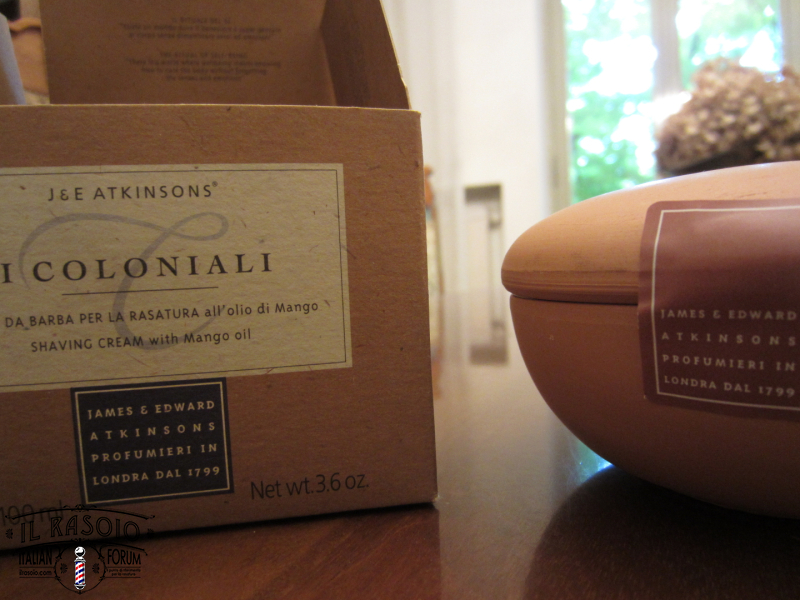 J&E ATKINSONS®
I COLONIALI
DA BARBA PER LA RASATURA all'olio di Mango
SHAVING CREAM with Mango oil
JAMES & EDWARD
ATKINSONS
PROFUMIERI IN
LONDRA DAL 1799
Net wt.3.6 oz.
JAMES & EDWARD
ATKINSONS
PROFUMIERI IN
LONDRA DAL 1799
IL RASOIO
ITALIAN FORUM